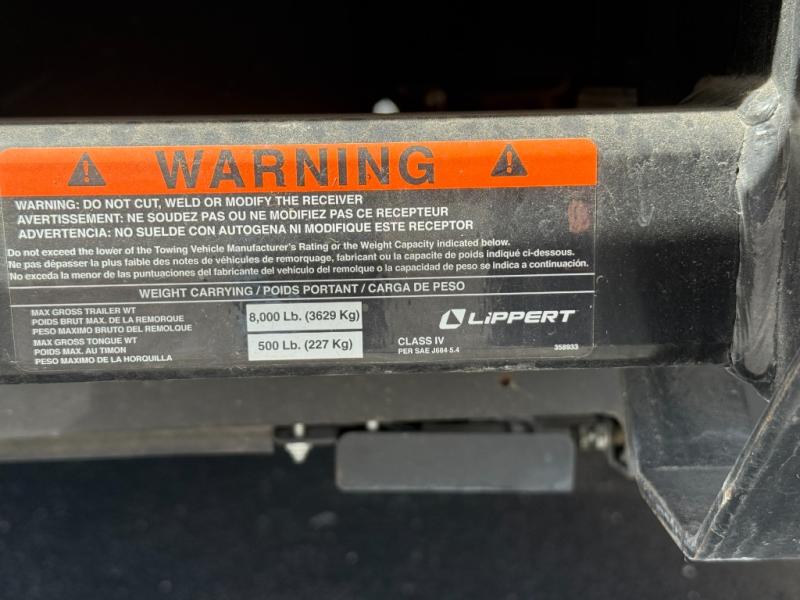 WARNING
WARNING: DO NOT CUT, WELD OR MODIFY THE RECEIVER
AVERTISSEMENT: NE SOUDEZ PAS OU NE MODIFIEZ PAS CE RECEPTEUR
ADVERTENCIA: NO SUELDE CON AUTOGENA NI MODIFIQUE ESTE RECEPTOR
Do not exceed the lower of the Towing Vehicle Manufacturer's Rating or the Weight Capacity indicated below.
Ne pas dépasser la plus faible des notes de véhicules de remorquage, fabricant ou la capacite de poids indiqué ci-dessous.
No exceda la menor de las puntuaciones del fabricante del vehículo del remolque o la capacidad de peso se indica a continuación.
WEIGHT CARRYING / POIDS PORTANT / CARGA DE PESO
MAX GROSS TRAILER WT
POIDS BRUT MAX. DE LA REMORQUE
PESO MAXIMO BRUTO DEL REMOLQUE
8,000 Lb. (3629 Kg)
MAX GROSS TONGUE WT
POIDS MAX. AU TIMON
PESO MAXIMO DE LA HORQUILLA
500 Lb. (227 Kg)
LIPPERT
CLASS IV
PER SAE J684-5.4
358933